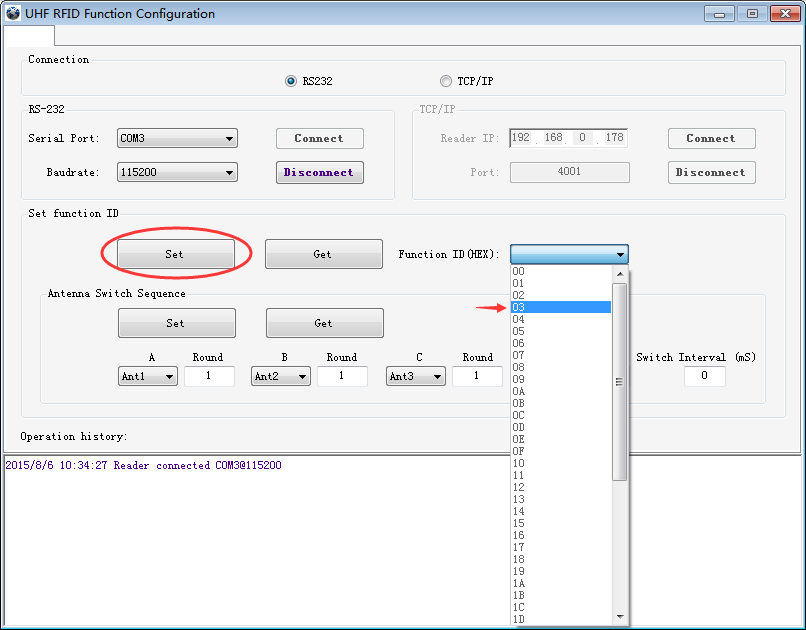 UHF RFID Function Configuration
Connection
RS232 TCP/IP
RS-232
Serial Port: COM3 Connect
Baudrate: 115200 Disconnect
TCP/IP
Reader IP: 192 . 168 . 0 . 178 Connect
Port: 4001 Disconnect
Set function ID
Set Get Function ID(HEX):
Antenna Switch Sequence
Set Get
A Round B Round C Round Switch Interval (mS)
Ant1 1 Ant2 1 Ant3 1 0
00
01
02
03
04
05
06
07
08
09
0A
0B
0C
0D
0E
0F
10
11
12
13
14
15
16
17
18
19
1A
1B
1C
1D
Operation history:
2015/8/6 10:34:27 Reader connected COM3@115200